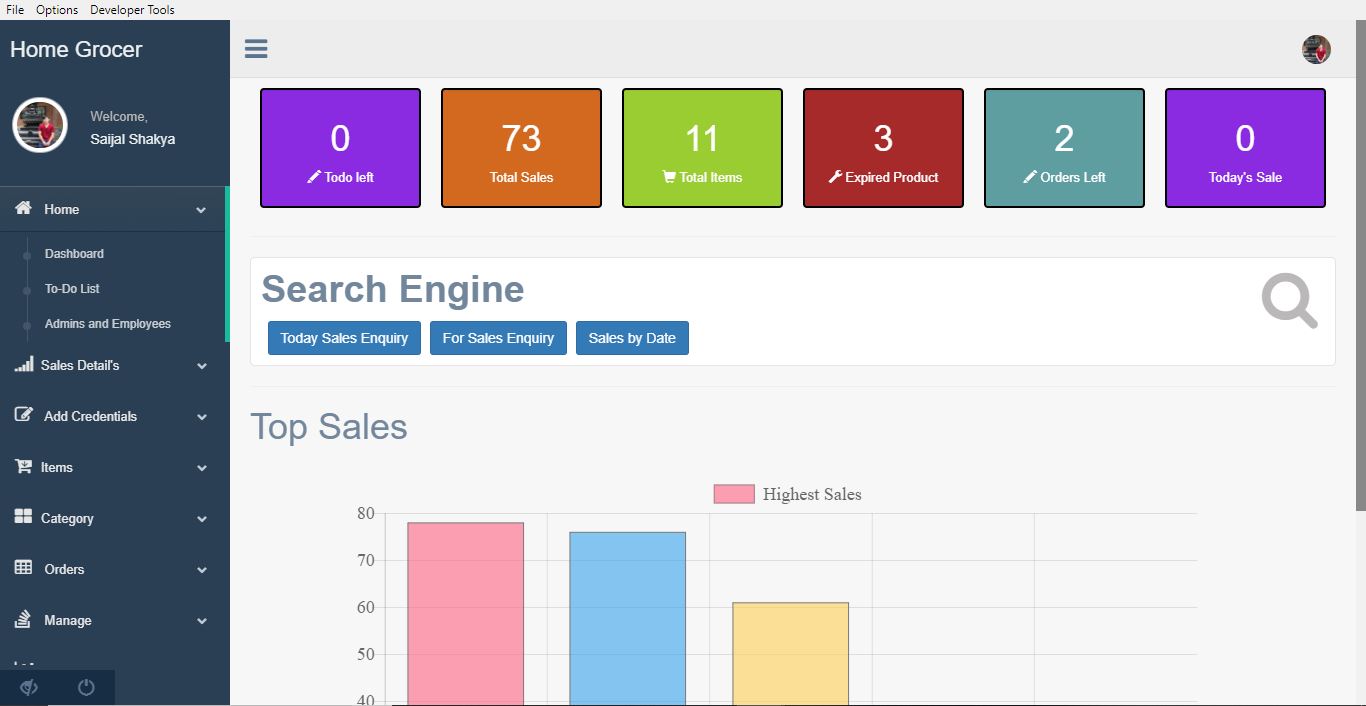 File Options Developer Tools
Home Grocer
Welcome,
Saijal Shakya
Home
Dashboard
To-Do List
Admins and Employees
Sales Detail's
Add Credentials
Items
Category
Orders
Manage
0
Todo left
73
Total Sales
11
Total Items
3
Expired Product
2
Orders Left
0
Today's Sale
Search Engine
Today Sales Enquiry For Sales Enquiry Sales by Date
Top Sales
Highest Sales
80
70
60
50
40